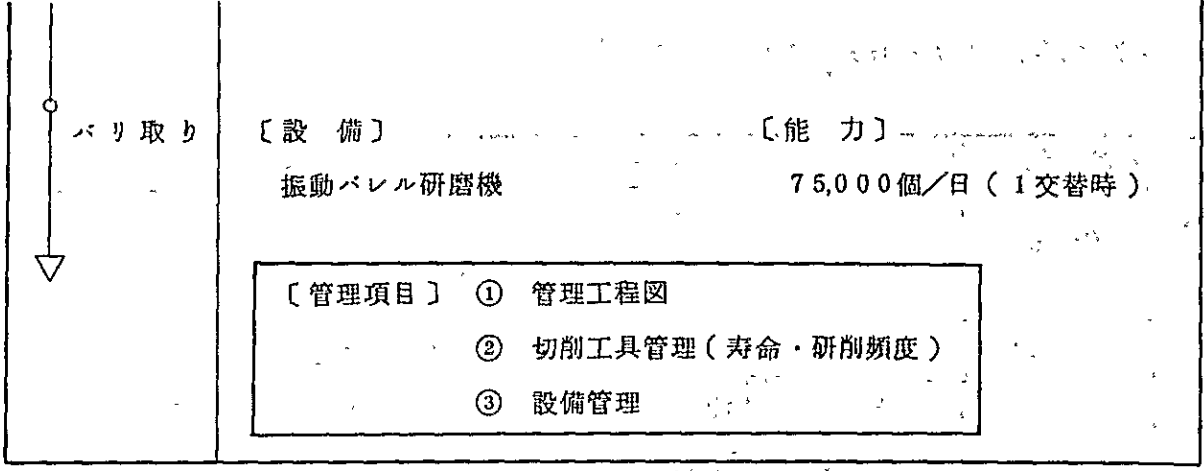 バリ取り 〔設 備〕 〔能 力〕
振動バレル研磨機 75,000個/日(1交替時)
〔管理項目〕 ① 管理工程図
② 切削工具管理(寿命・研削頻度)
③ 設備管理